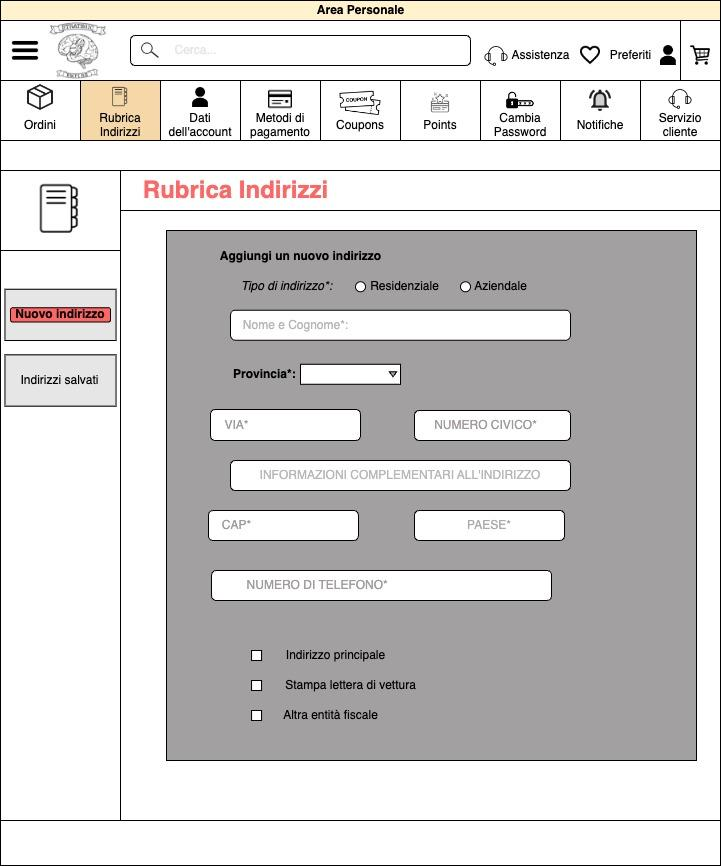 Area Personale
STRATEGIC
EMPIRE
Cerca...
Assistenza
Preferiti
Ordini
Rubrica
Indirizzi
Dati
dell'account
Metodi di
pagamento
COUPON
Coupons
Points
Cambia
Password
Notifiche
Servizio
cliente
Rubrica Indirizzi
Nuovo indirizzo
Indirizzi salvati
Aggiungi un nuovo indirizzo
Tipo di indirizzo*: Residenziale Aziendale
Nome e Cognome*:
Provincia*:
VIA* NUMERO CIVICO*
INFORMAZIONI COMPLEMENTARI ALL'INDIRIZZO
CAP* PAESE*
NUMERO DI TELEFONO*
Indirizzo principale
Stampa lettera di vettura
Altra entità fiscale